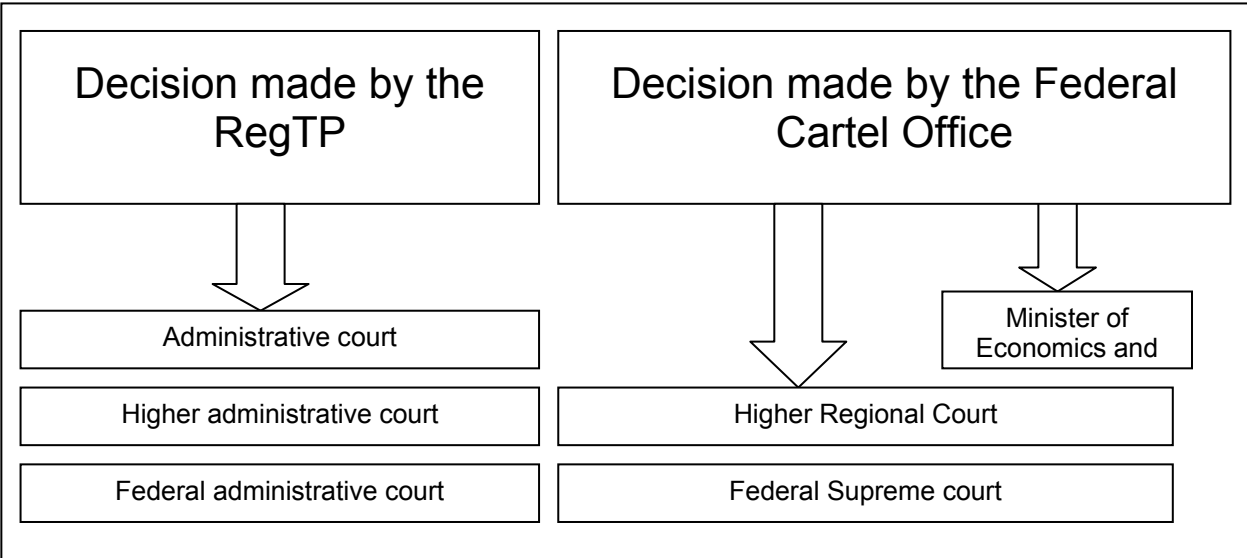 Decision made by the
RegTP
Decision made by the Federal
Cartel Office
Administrative court
Higher administrative court
Federal administrative court
Minister of
Economics and
Higher Regional Court
Federal Supreme court